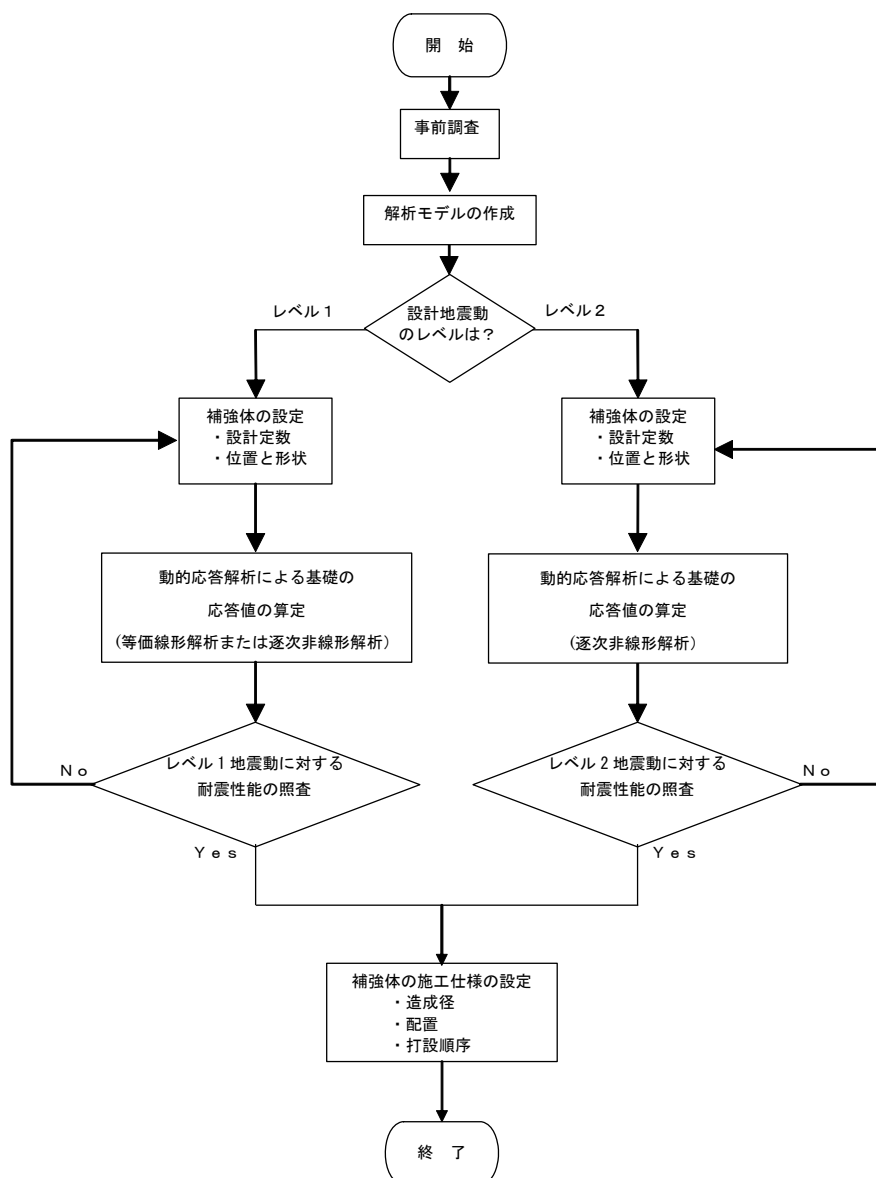 開　始
事前調査
解析モデルの作成
設計地震動
のレベルは？
レベル１
レベル２
補強体の設定
・設計定数
・位置と形状
補強体の設定
・設計定数
・位置と形状
動的応答解析による基礎の
応答値の算定
(等価線形解析または逐次非線形解析)
動的応答解析による基礎の
応答値の算定
(逐次非線形解析)
レベル１地震動に対する
耐震性能の照査
Ｎｏ
Ｙｅｓ
レベル２地震動に対する
耐震性能の照査
Ｎｏ
Ｙｅｓ
補強体の施工仕様の設定
・造成径
・配置
・打設順序
終　了